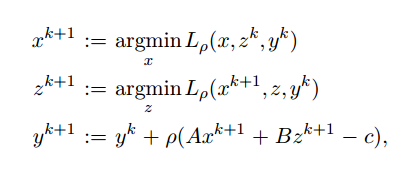 x^{k+1} := argmin_x L_ρ(x, z^k, y^k)
z^{k+1} := argmin_z L_ρ(x^{k+1}, z, y^k)
y^{k+1} := y^k + ρ(Ax^{k+1} + Bz^{k+1} − c),